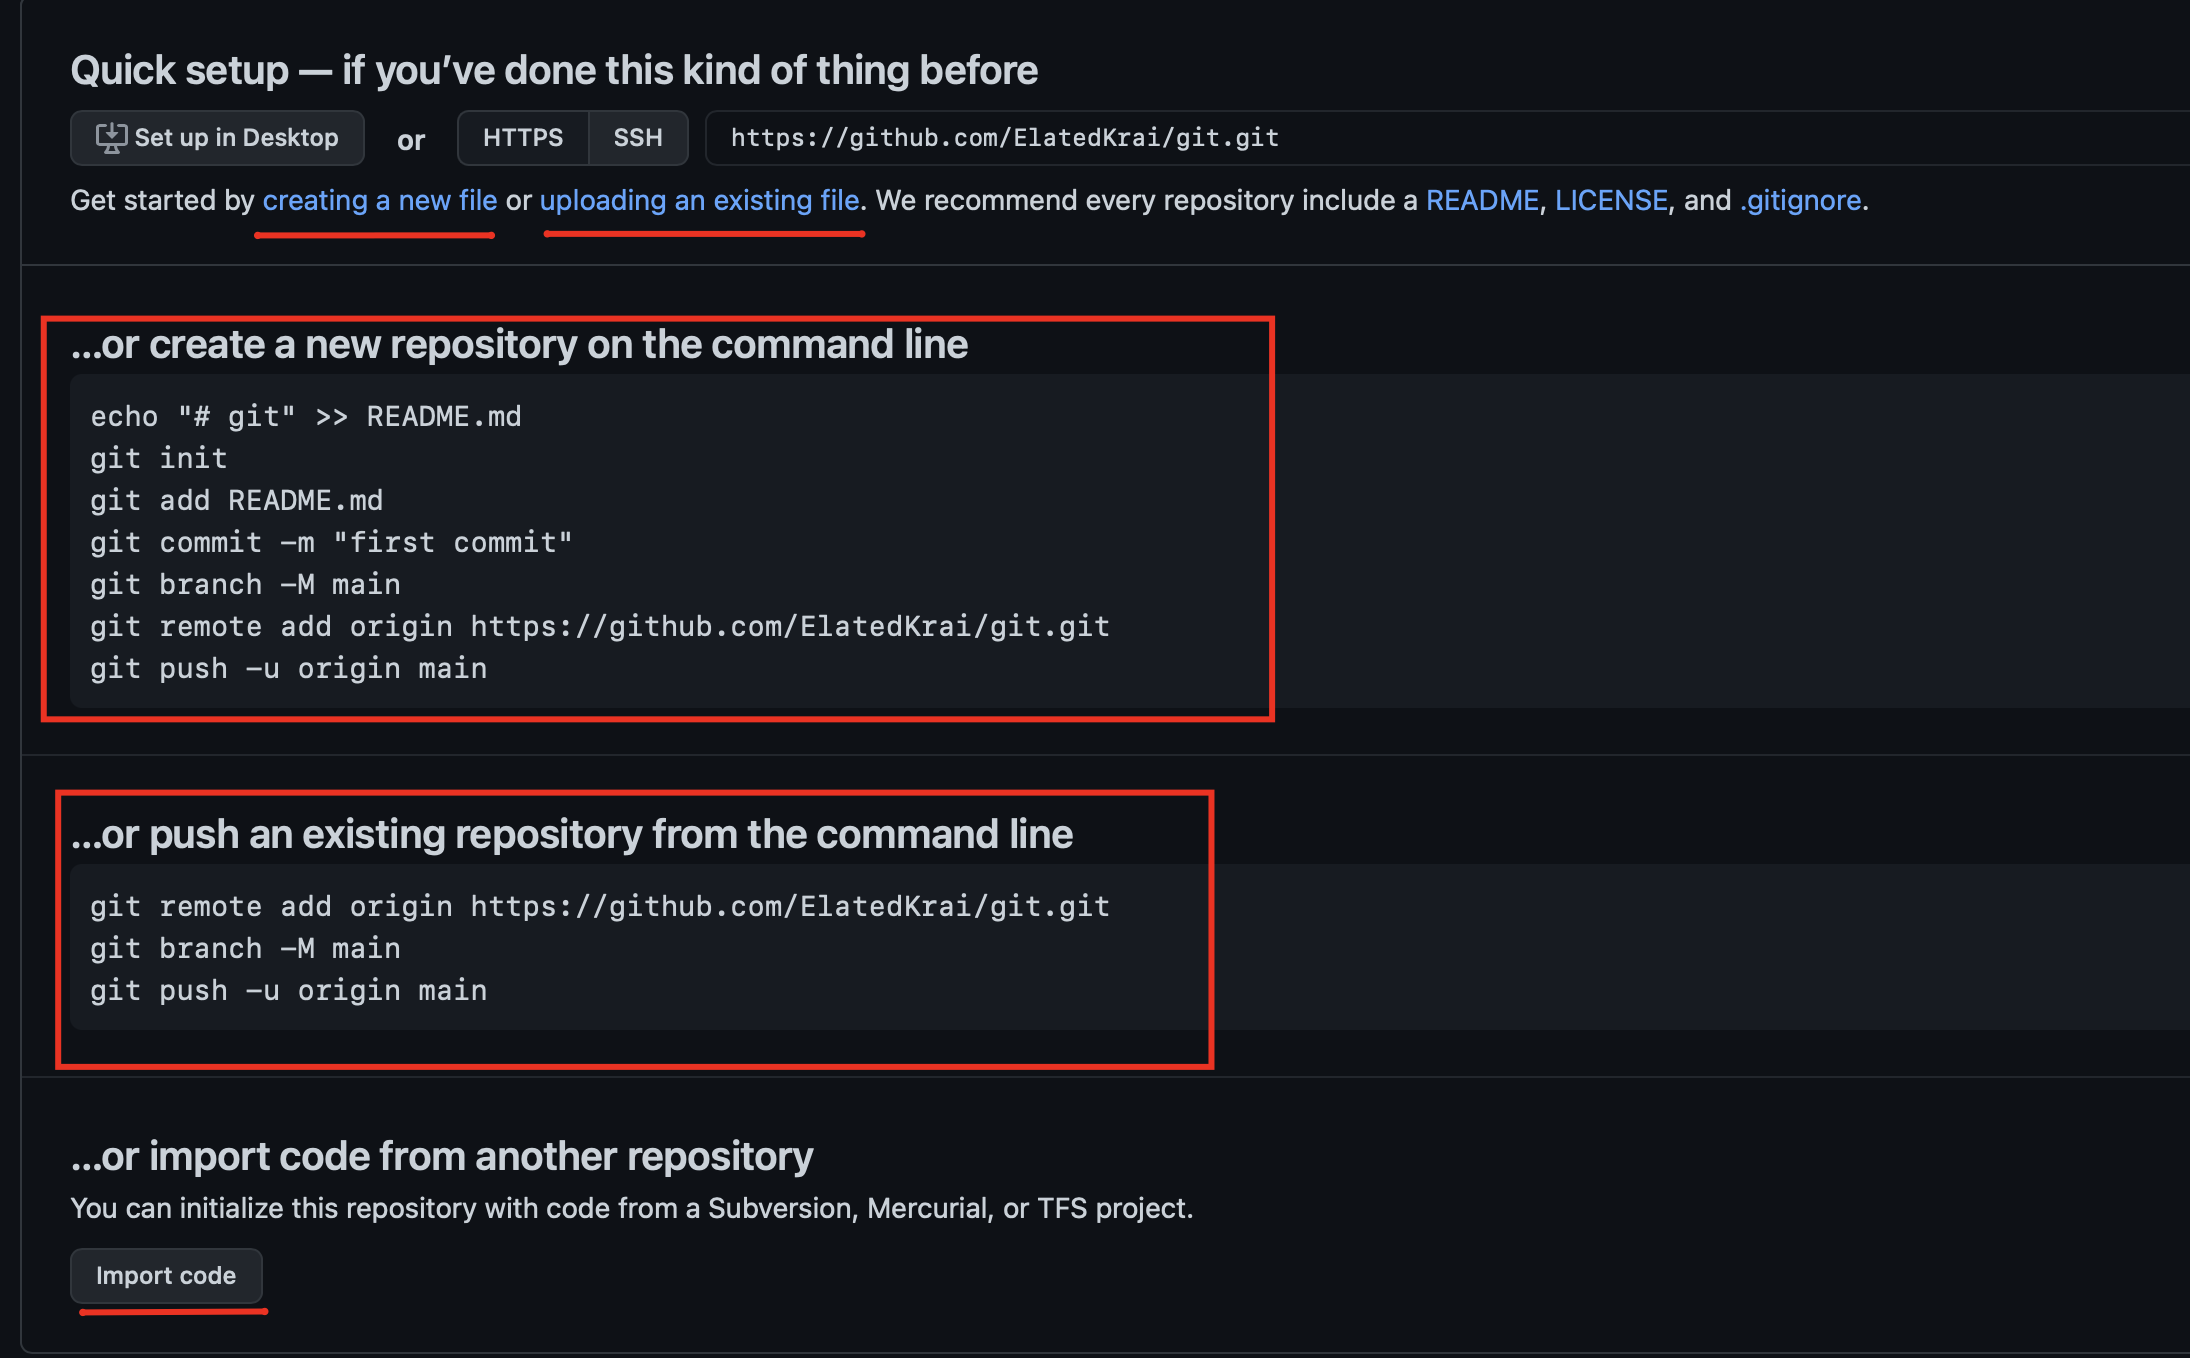 Quick setup — if you’ve done this kind of thing before
Set up in Desktop or HTTPS SSH https://github.com/ElatedKrai/git.git
Get started by creating a new file or uploading an existing file. We recommend every repository include a README, LICENSE, and .gitignore.
...or create a new repository on the command line
echo "# git" >> README.md
git init
git add README.md
git commit -m "first commit"
git branch -M main
git remote add origin https://github.com/ElatedKrai/git.git
git push -u origin main
...or push an existing repository from the command line
git remote add origin https://github.com/ElatedKrai/git.git
git branch -M main
git push -u origin main
...or import code from another repository
You can initialize this repository with code from a Subversion, Mercurial, or TFS project.
Import code